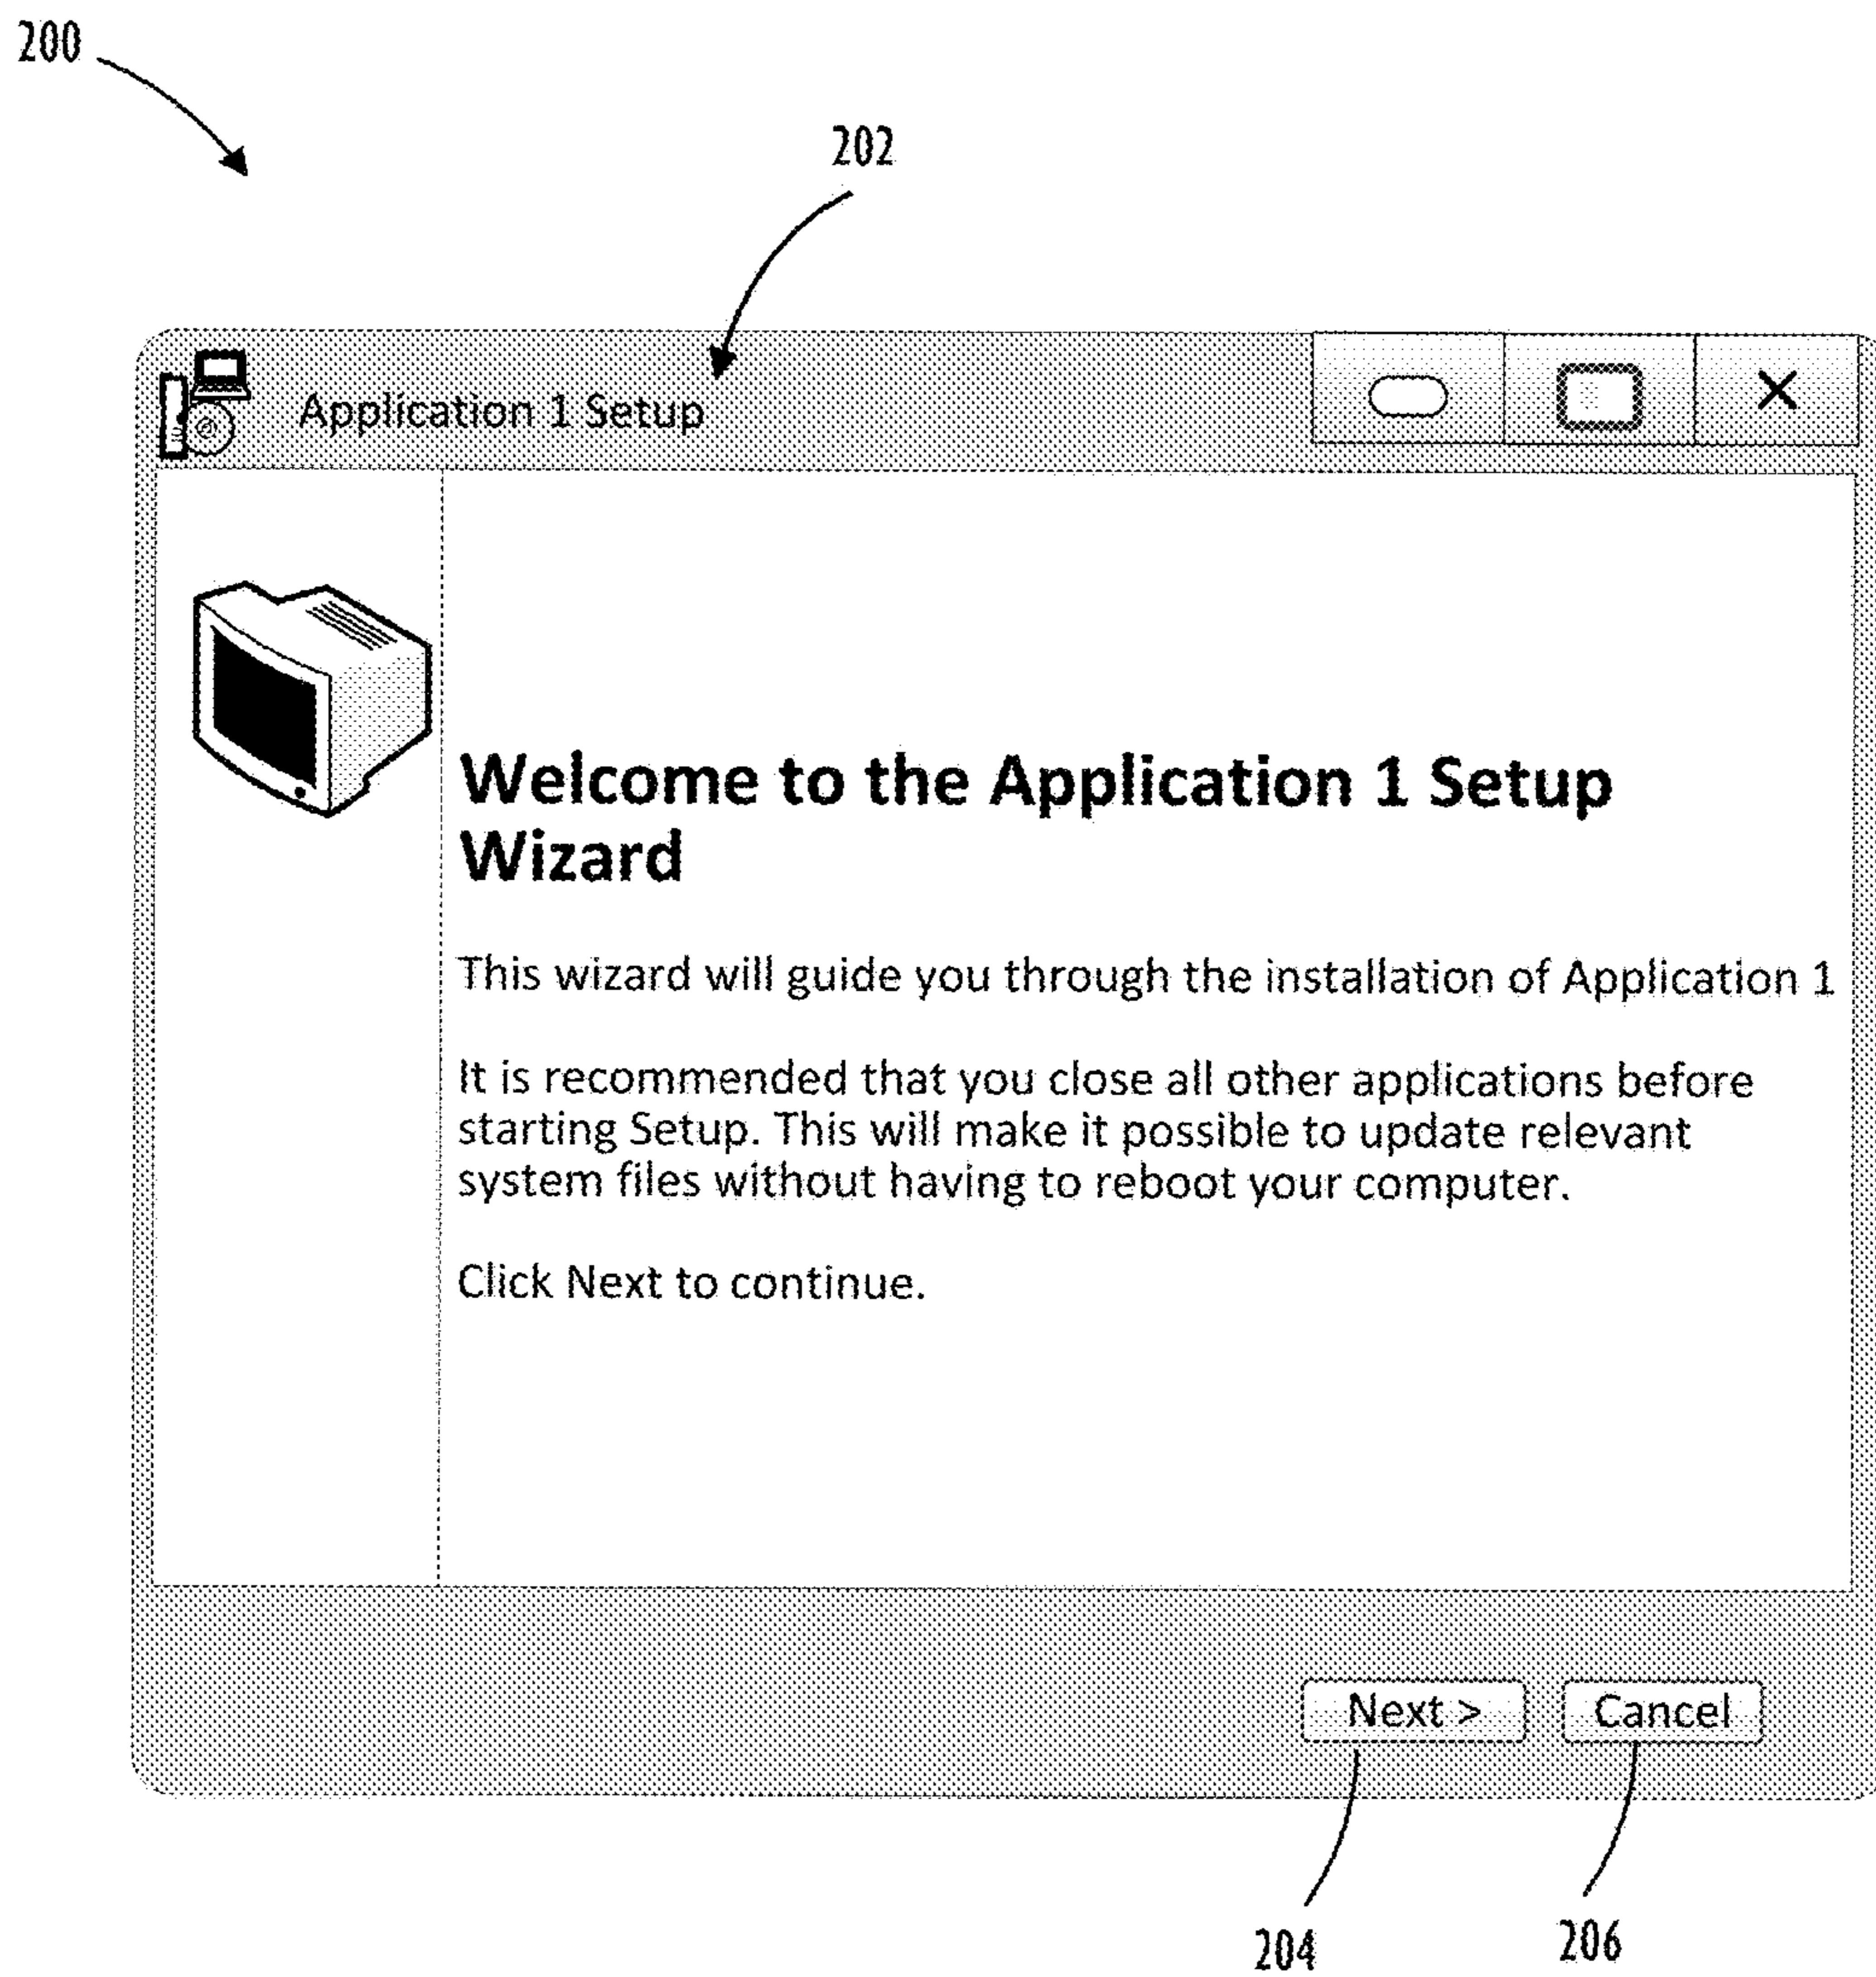 200
202
Application 1 Setup
Welcome to the Application 1 Setup
Wizard
This wizard will guide you through the installation of Application 1
It is recommended that you close all other applications before
starting Setup. This will make it possible to update relevant
system files without having to reboot your computer.
Click Next to continue.
Next > Cancel
204 206